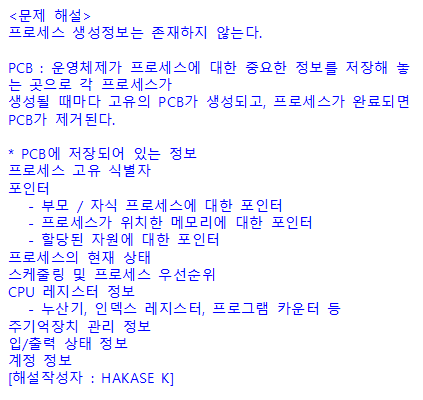 <문제 해설>
프로세스 생성정보는 존재하지 않는다.
PCB : 운영체제가 프로세스에 대한 중요한 정보를 저장해 놓
는 곳으로 각 프로세스가
생성될 때마다 고유의 PCB가 생성되고, 프로세스가 완료되면
PCB가 제거된다.
* PCB에 저장되어 있는 정보
프로세스 고유 식별자
포인터
- 부모 / 자식 프로세스에 대한 포인터
- 프로세스가 위치한 메모리에 대한 포인터
- 할당된 자원에 대한 포인터
프로세스의 현재 상태
스케줄링 및 프로세스 우선순위
CPU 레지스터 정보
- 누산기, 인덱스 레지스터, 프로그램 카운터 등
주기억장치 관리 정보
입/출력 상태 정보
계정 정보
[해설작성자 : HAKASE K]